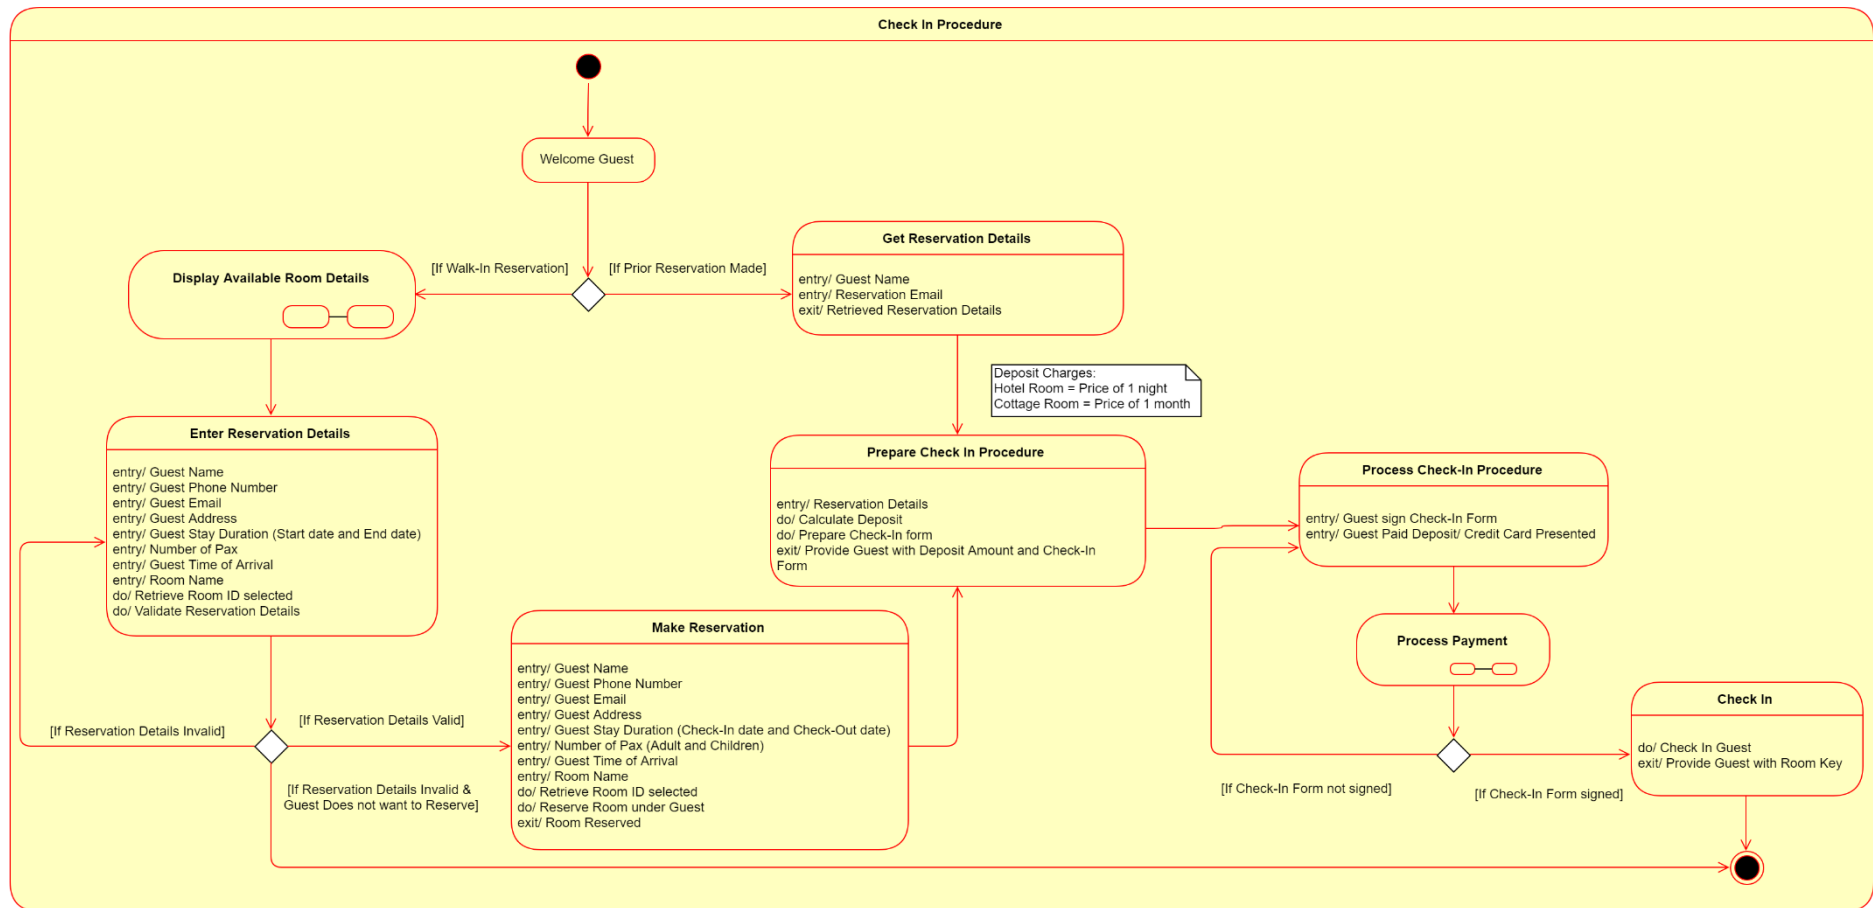 Check In Procedure
Welcome Guest
[If Walk-In Reservation]
[If Prior Reservation Made]
Display Available Room Details
Get Reservation Details
entry/ Guest Name
entry/ Reservation Email
exit/ Retrieved Reservation Details
Deposit Charges:
Hotel Room = Price of 1 night
Cottage Room = Price of 1 month
Enter Reservation Details
entry/ Guest Name
entry/ Guest Phone Number
entry/ Guest Email
entry/ Guest Address
entry/ Guest Stay Duration (Start date and End date)
entry/ Number of Pax
entry/ Guest Time of Arrival
entry/ Room Name
do/ Retrieve Room ID selected
do/ Validate Reservation Details
Prepare Check In Procedure
entry/ Reservation Details
do/ Calculate Deposit
do/ Prepare Check-In form
exit/ Provide Guest with Deposit Amount and Check-In
Form
Process Check-In Procedure
entry/ Guest sign Check-In Form
entry/ Guest Paid Deposit/ Credit Card Presented
Make Reservation
entry/ Guest Name
entry/ Guest Phone Number
entry/ Guest Email
entry/ Guest Address
entry/ Guest Stay Duration (Check-In date and Check-Out date)
entry/ Number of Pax (Adult and Children)
entry/ Guest Time of Arrival
entry/ Room Name
do/ Retrieve Room ID selected
do/ Reserve Room under Guest
exit/ Room Reserved
Process Payment
[If Reservation Details Invalid]
[If Reservation Details Valid]
[If Reservation Details Invalid &
Guest Does not want to Reserve]
[If Check-In Form not signed]
[If Check-In Form signed]
Check In
do/ Check In Guest
exit/ Provide Guest with Room Key